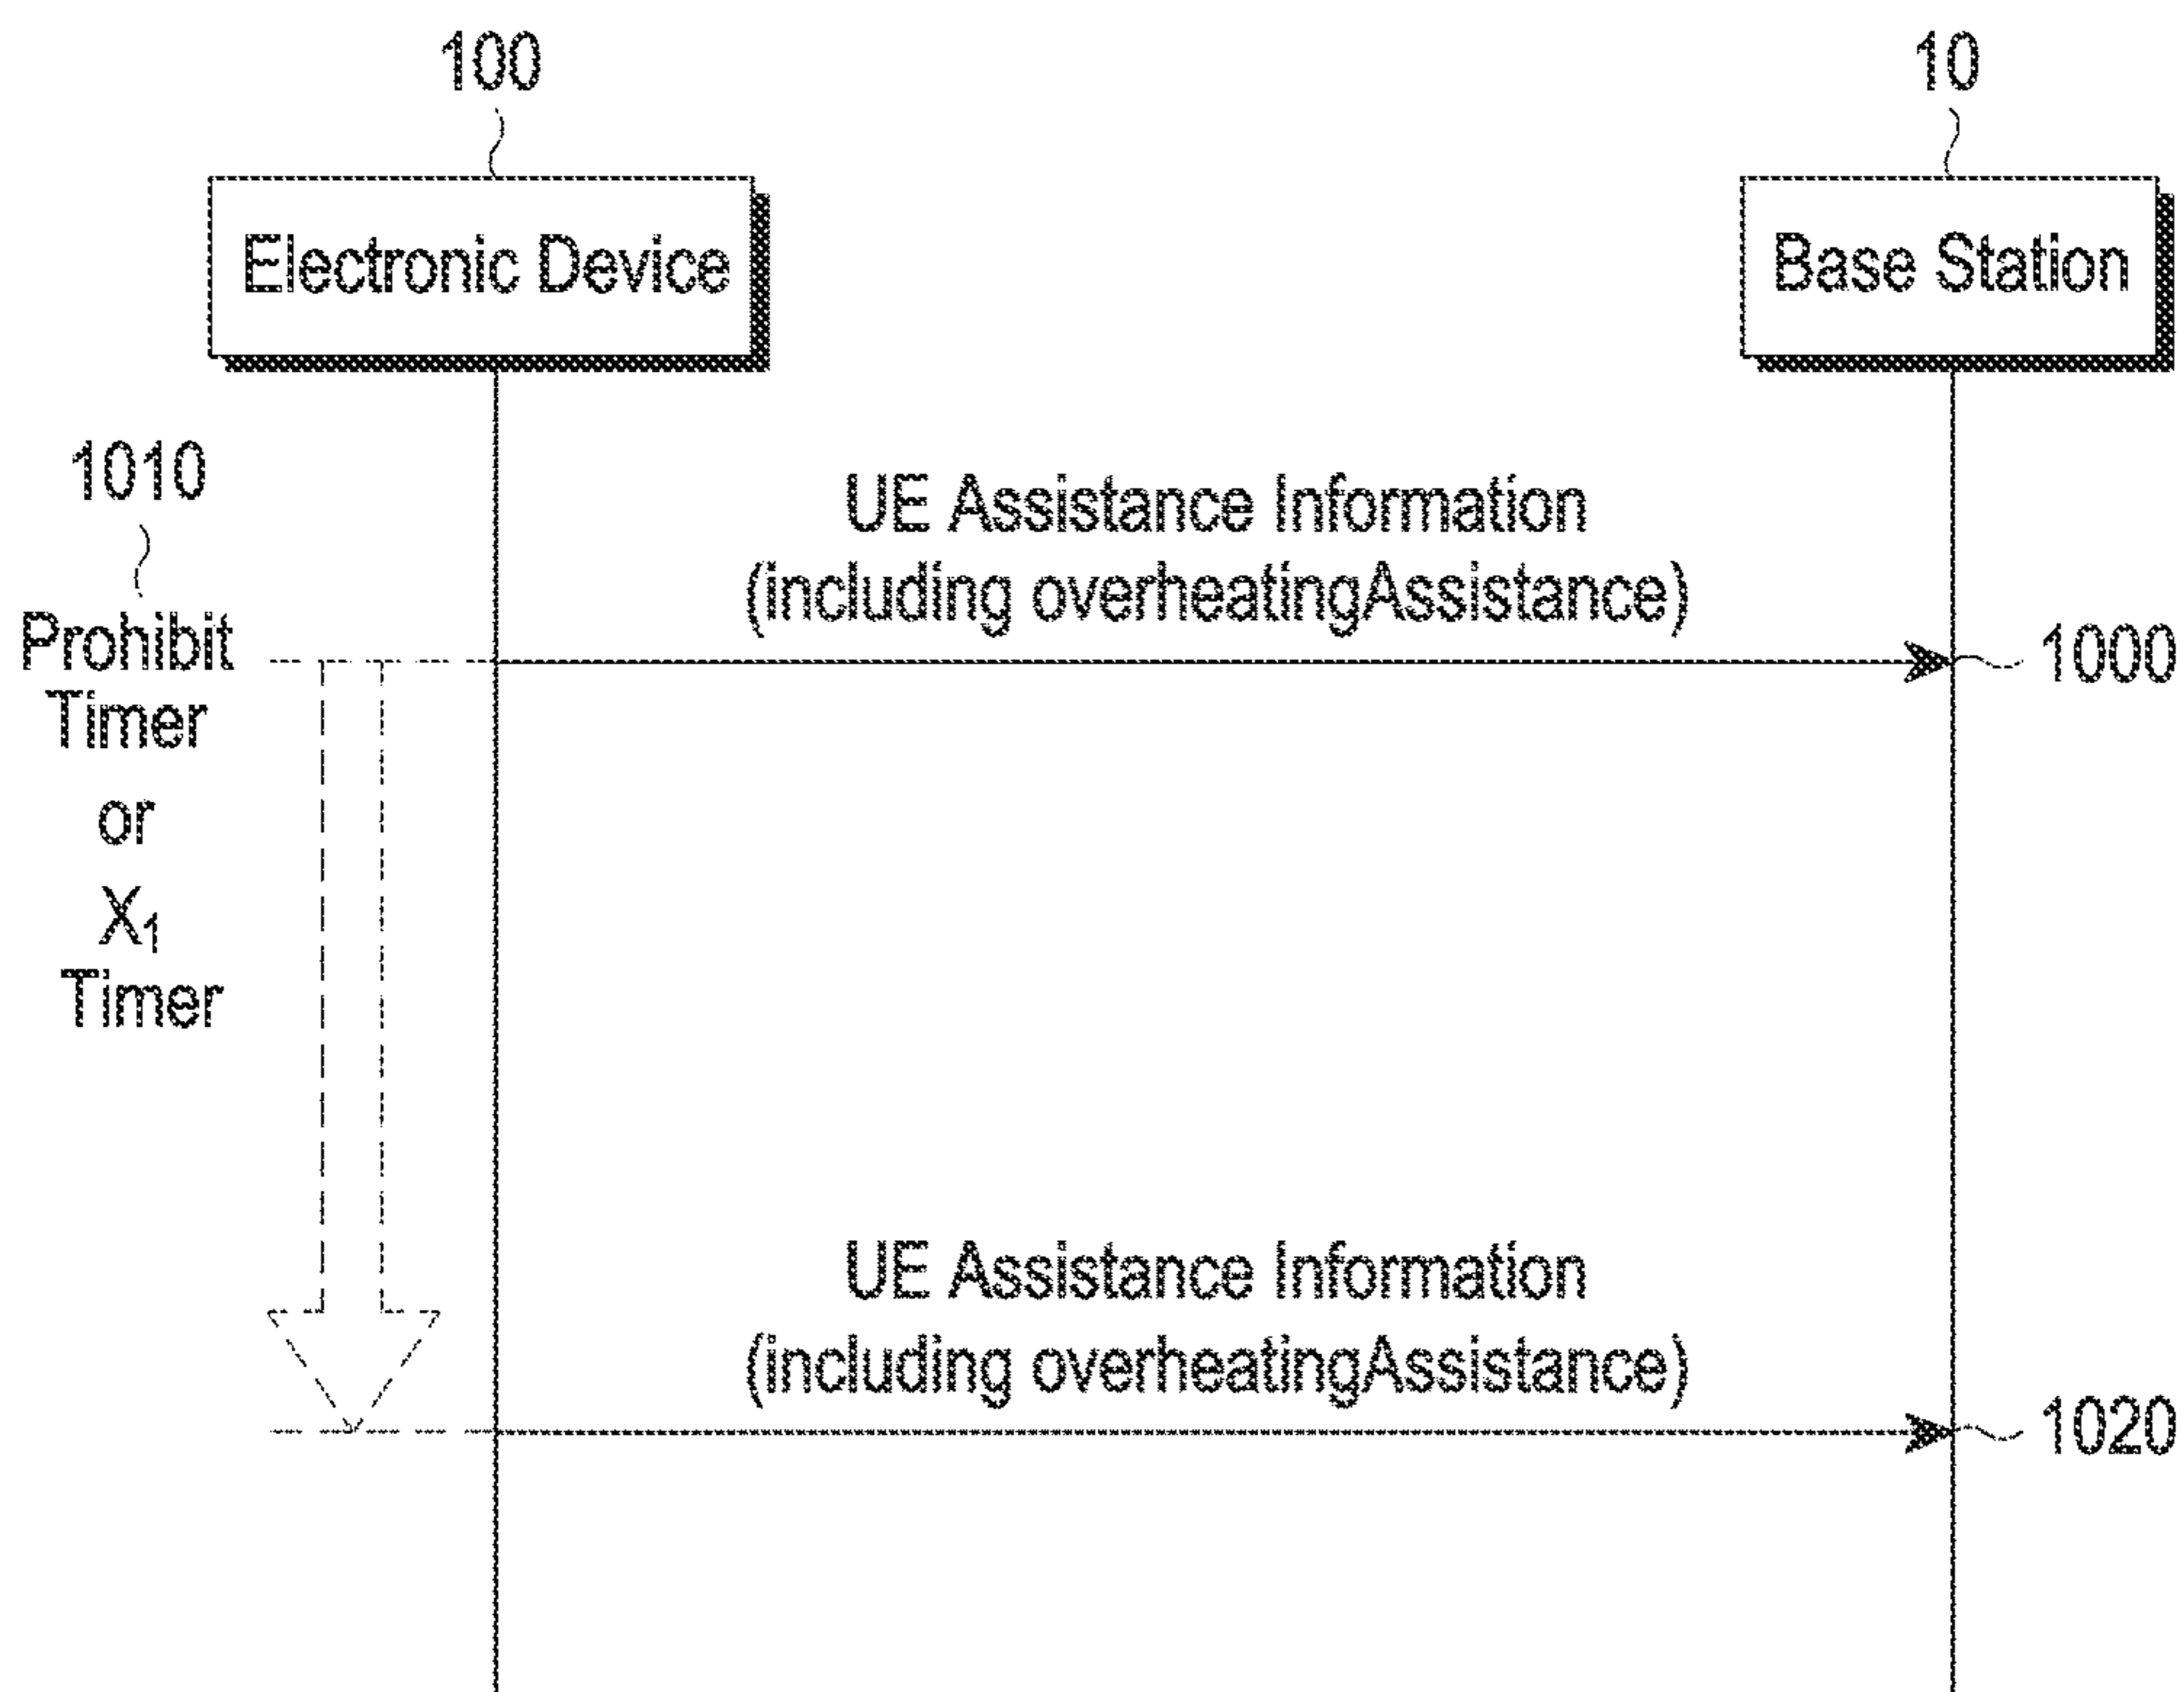 100
10
Electronic Device
Base Station
1010
UE Assistance Information
(including overheatingAssistance)
Prohibit
Timer
or
X₁
Timer
1000
UE Assistance Information
(including overheatingAssistance)
1020